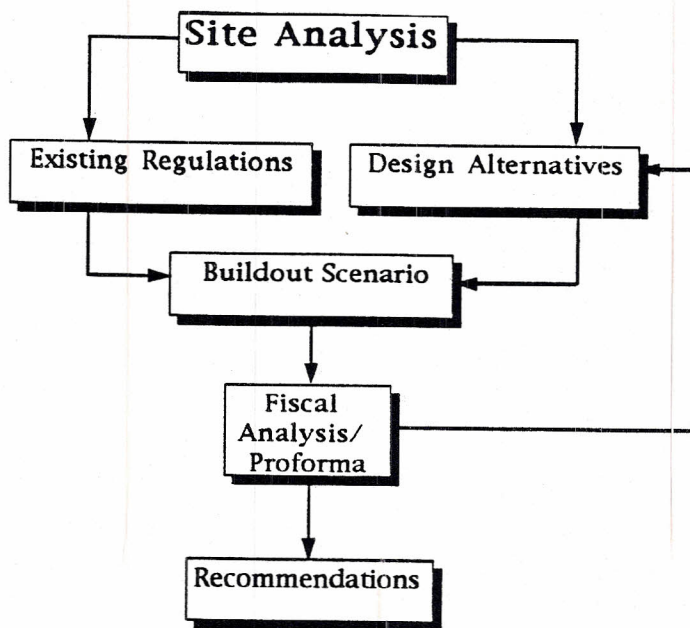 Site Analysis
Existing Regulations
Design Alternatives
Buildout Scenario
Fiscal
Analysis/
Proforma
Recommendations